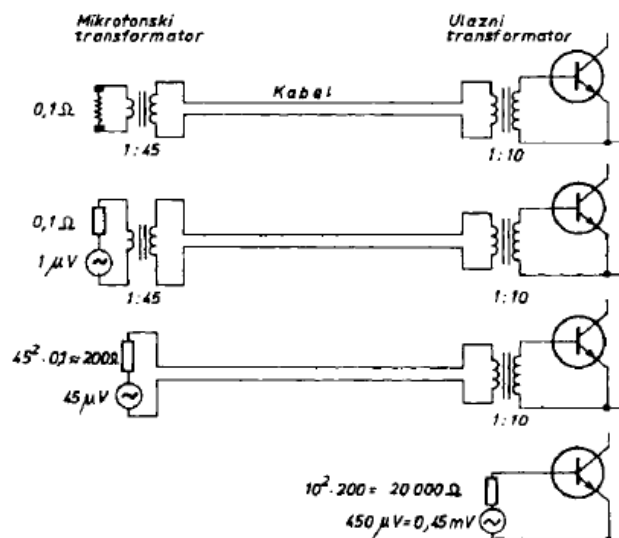 Mikrofonski
transformator
Ulazni
transformator
Kabel
0,1 Ω
1:45
1:10
0,1 Ω
1 μV
1:45
1:10
45²·0,1 = 200Ω
45 μV
1:10
10²·200 = 20 000 Ω
450 μV = 0,45 mV